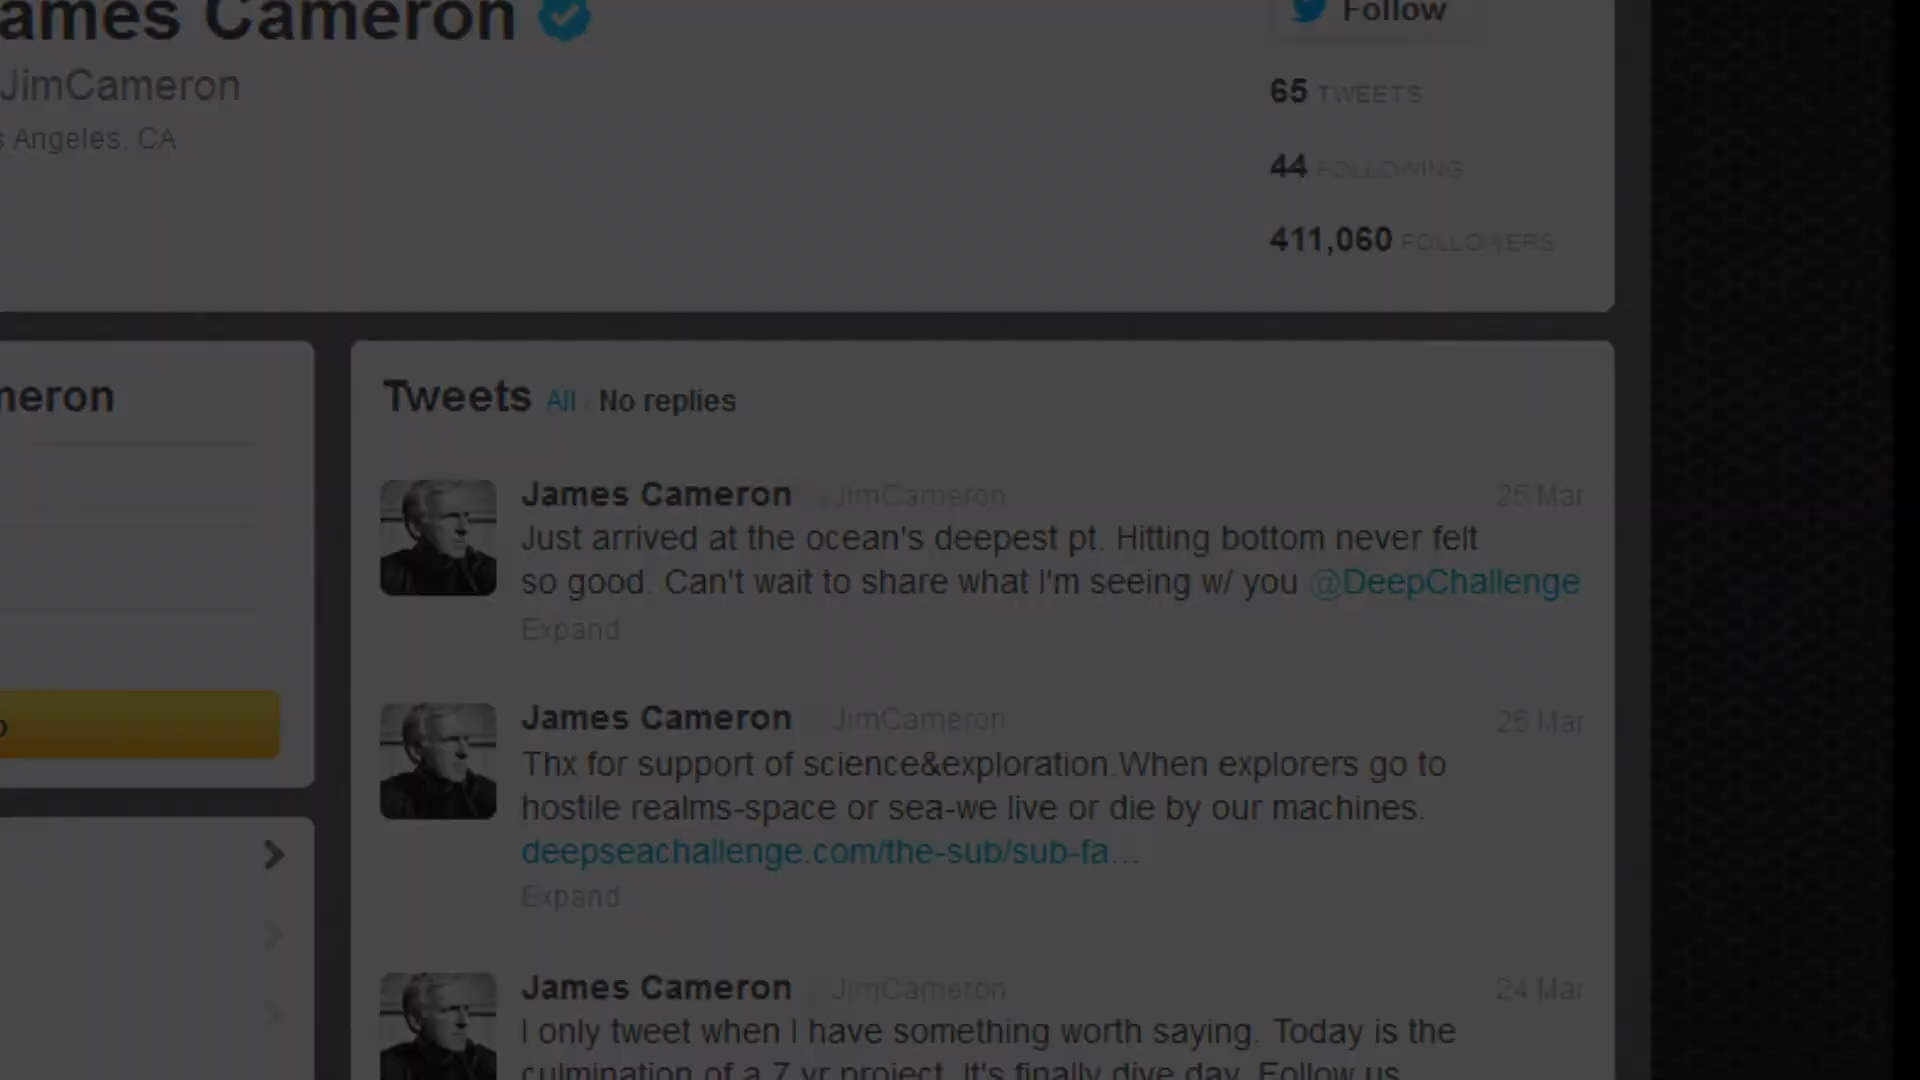 ames Cameron
JimCameron
s Angeles, CA
Follow
65 TWEETS
44 FOLLOWING
411,060 FOLLOWERS
meron
o
Tweets All No replies
James Cameron JimCameron 25 Mar
Just arrived at the ocean's deepest pt. Hitting bottom never felt
so good. Can't wait to share what I'm seeing w/ you @DeepChallenge
Expand
James Cameron JimCameron 25 Mar
Thx for support of science&exploration.When explorers go to
hostile realms-space or sea-we live or die by our machines.
deepseachallenge.com/the-sub/sub-fa...
Expand
James Cameron JimCameron 24 Mar
I only tweet when I have something worth saying. Today is the
culmination of a 7 yr project. It's finally dive day. Follow us